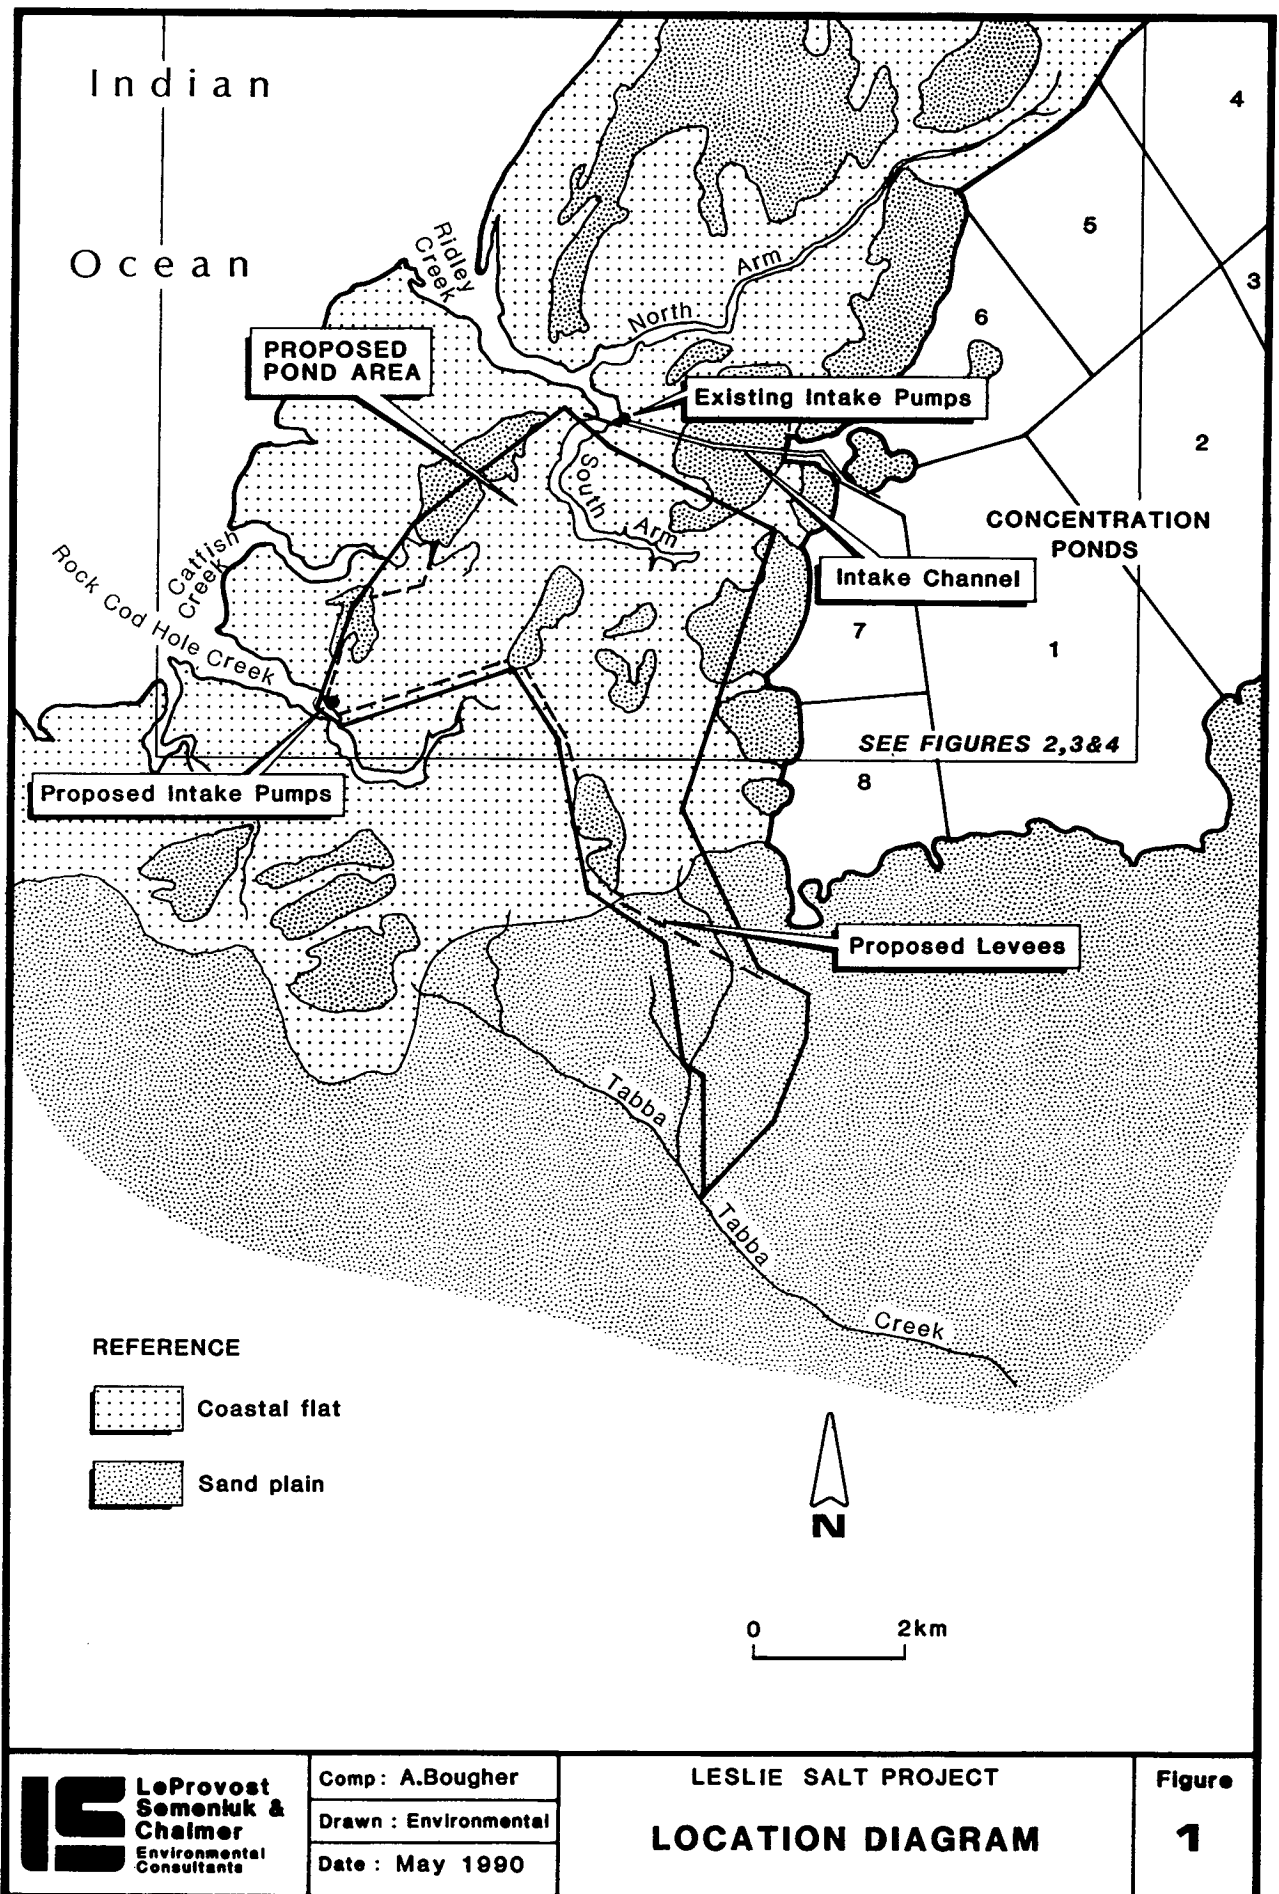 Indian
4
5
Ocean
Ridley
Creek
Arm
North
3
6
PROPOSED
POND AREA
Existing Intake Pumps
2
South
Arm
CONCENTRATION
PONDS
Catfish
Creek
Rock Cod Hole Creek
Intake Channel
7
1
SEE FIGURES 2,3&4
Proposed Intake Pumps
8
Proposed Levees
Tabba
Tabba
Creek
REFERENCE
Coastal flat
Sand plain
N
0 2km
LeProvost
Semeniuk &
Chalmer
Environmental
Consultants
Comp: A.Bougher
Drawn : Environmental
Date : May 1990
LESLIE SALT PROJECT
LOCATION DIAGRAM
Figure
1